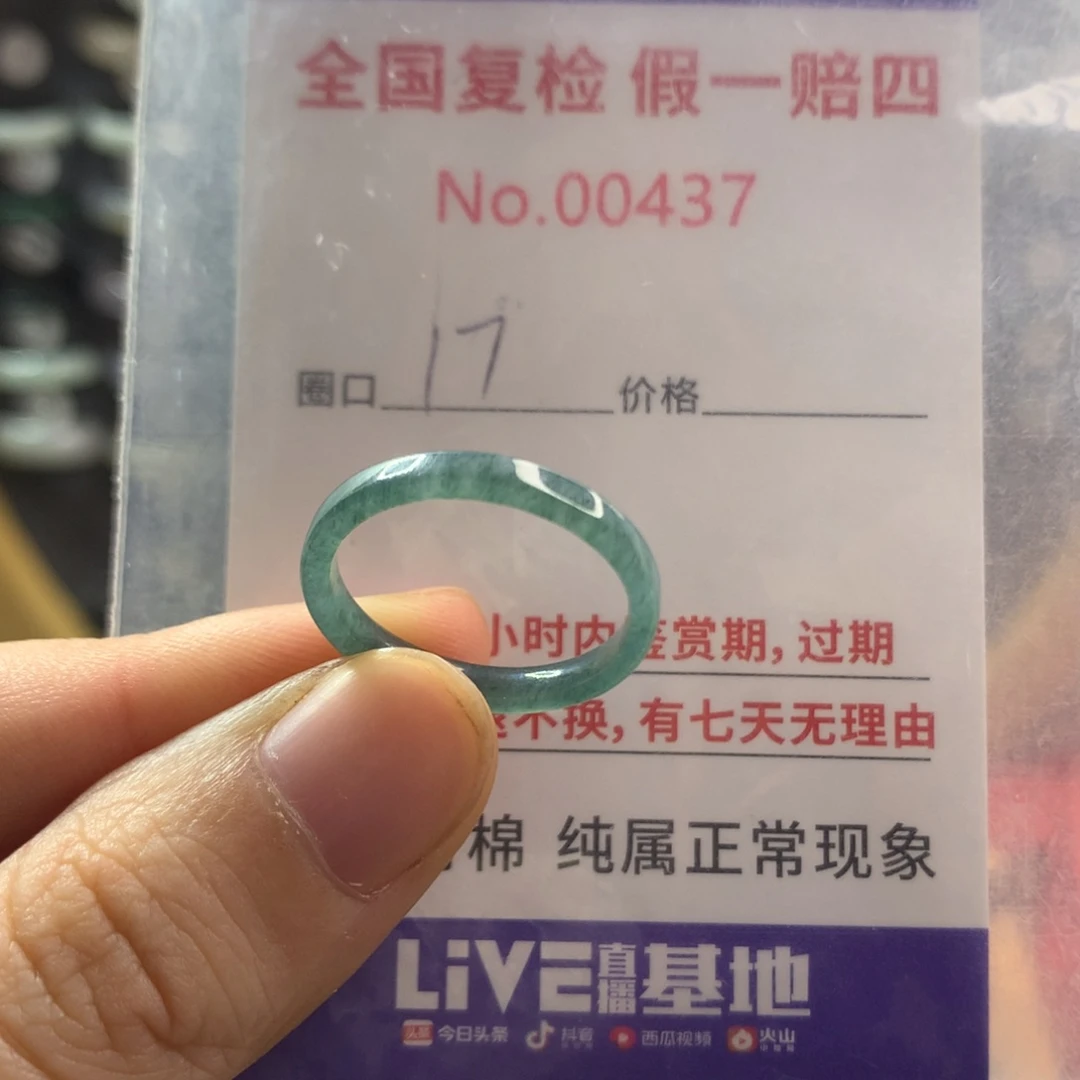 全国复检 假一赔四
No.00437
圈口 17 价格
小时内鉴赏期，过期
不换，有七天无理由
棉 纯属正常现象
LiVE直播基地
头条 今日头条 抖音 西瓜视频 火山